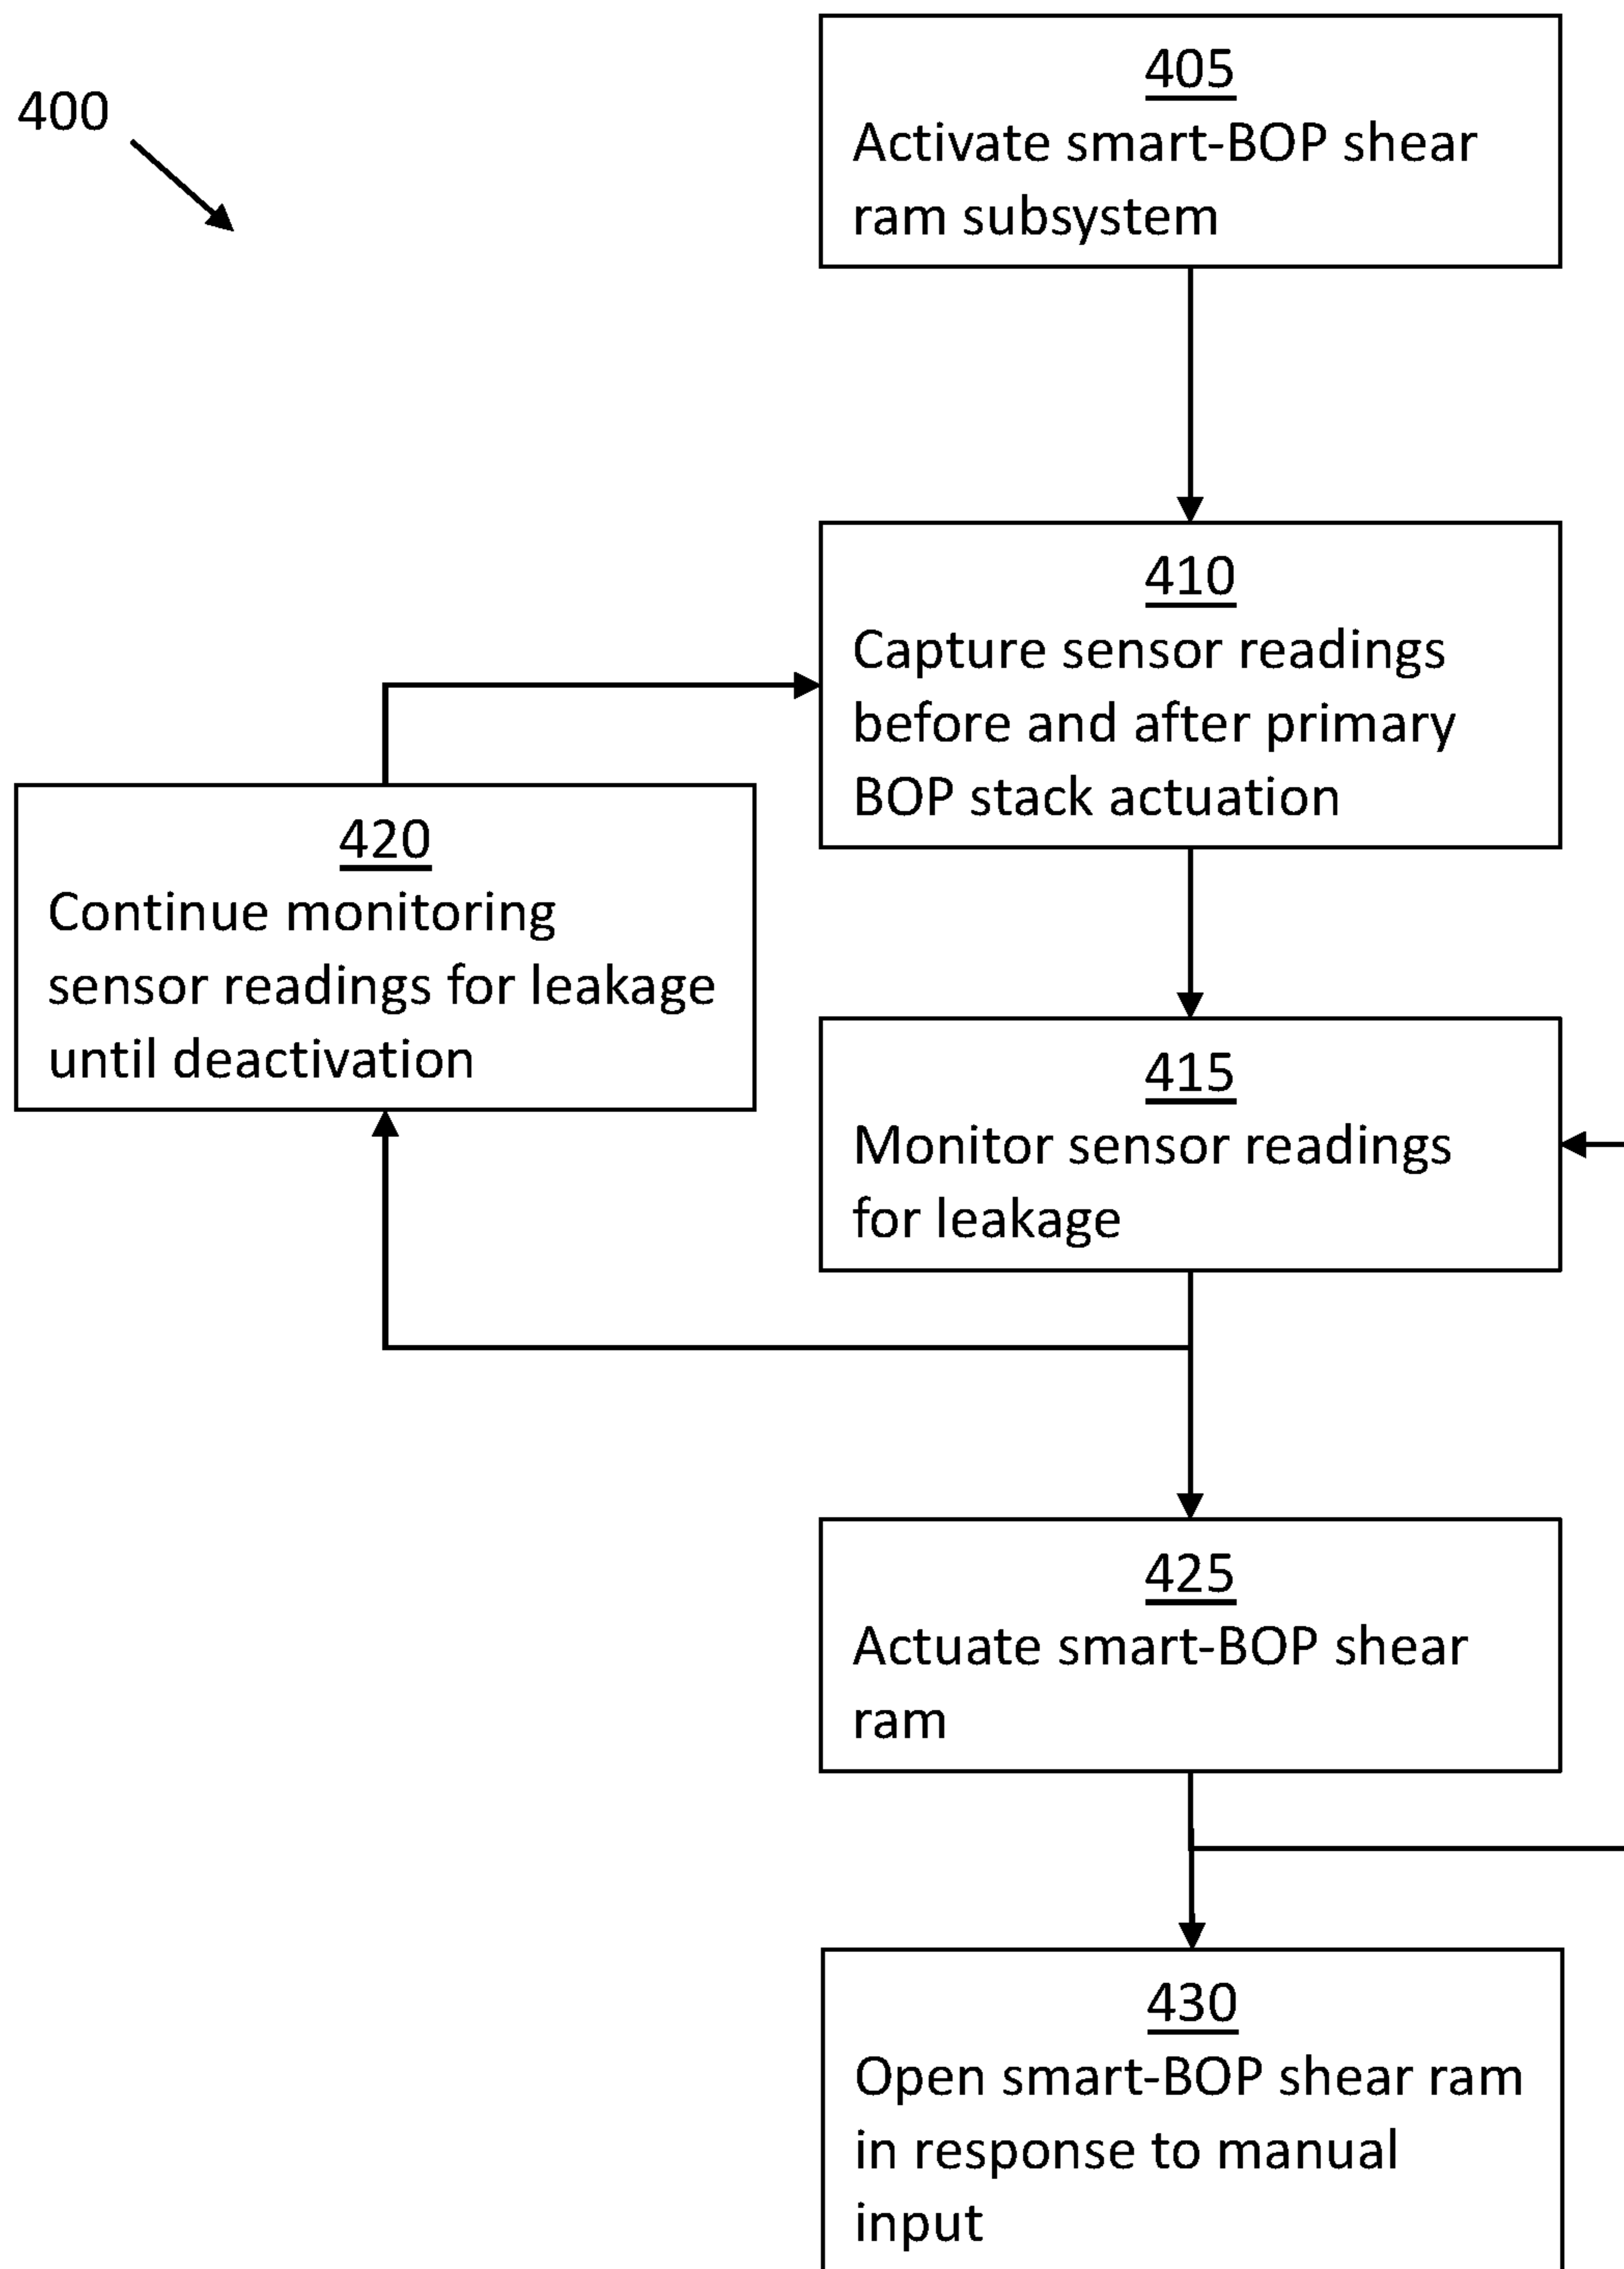 400
405
Activate smart-BOP shear
ram subsystem
410
Capture sensor readings
before and after primary
BOP stack actuation
420
Continue monitoring
sensor readings for leakage
until deactivation
415
Monitor sensor readings
for leakage
425
Actuate smart-BOP shear
ram
430
Open smart-BOP shear ram
in response to manual
input